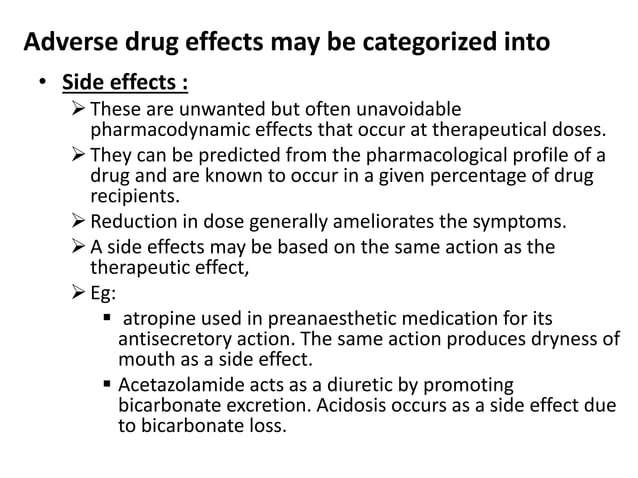 Adverse drug effects may be categorized into
• Side effects :
➢ These are unwanted but often unavoidable
pharmacodynamic effects that occur at therapeutical doses.
➢ They can be predicted from the pharmacological profile of a
drug and are known to occur in a given percentage of drug
recipients.
➢ Reduction in dose generally ameliorates the symptoms.
➢ A side effects may be based on the same action as the
therapeutic effect,
➢ Eg:
▪ atropine used in preanaesthetic medication for its
antisecretory action. The same action produces dryness of
mouth as a side effect.
▪ Acetazolamide acts as a diuretic by promoting
bicarbonate excretion. Acidosis occurs as a side effect due
to bicarbonate loss.